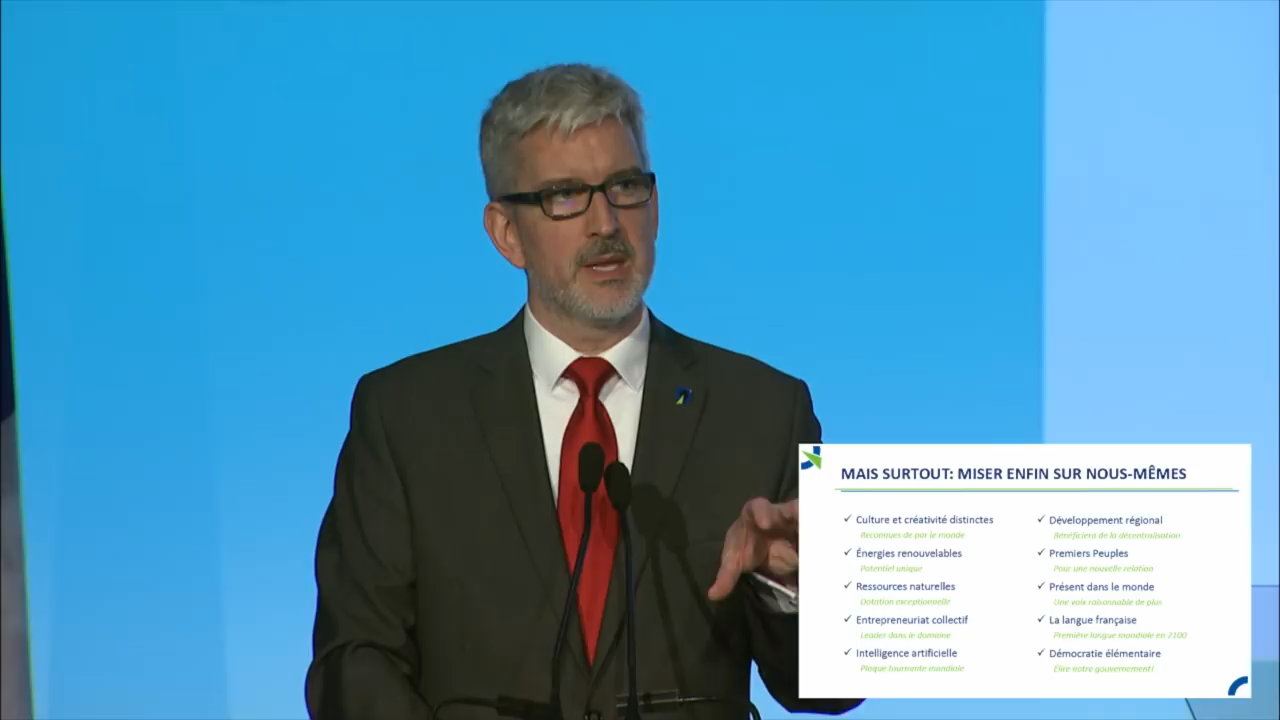 MAIS SURTOUT: MISER ENFIN SUR NOUS-MÊMES
Culture et créativité distinctes
Reconnues de par le monde
Énergies renouvelables
Potentiel unique
Ressources naturelles
Dotation exceptionnelle
Entrepreneuriat collectif
Leader dans le domaine
Intelligence artificielle
Plaque tournante mondiale
Développement régional
Bénéficiera de la décentralisation
Premiers Peuples
Pour une nouvelle relation
Présent dans le monde
Une voix raisonnable de plus
La langue française
Première langue mondiale en 2100
Démocratie élémentaire
Élire notre gouvernement!